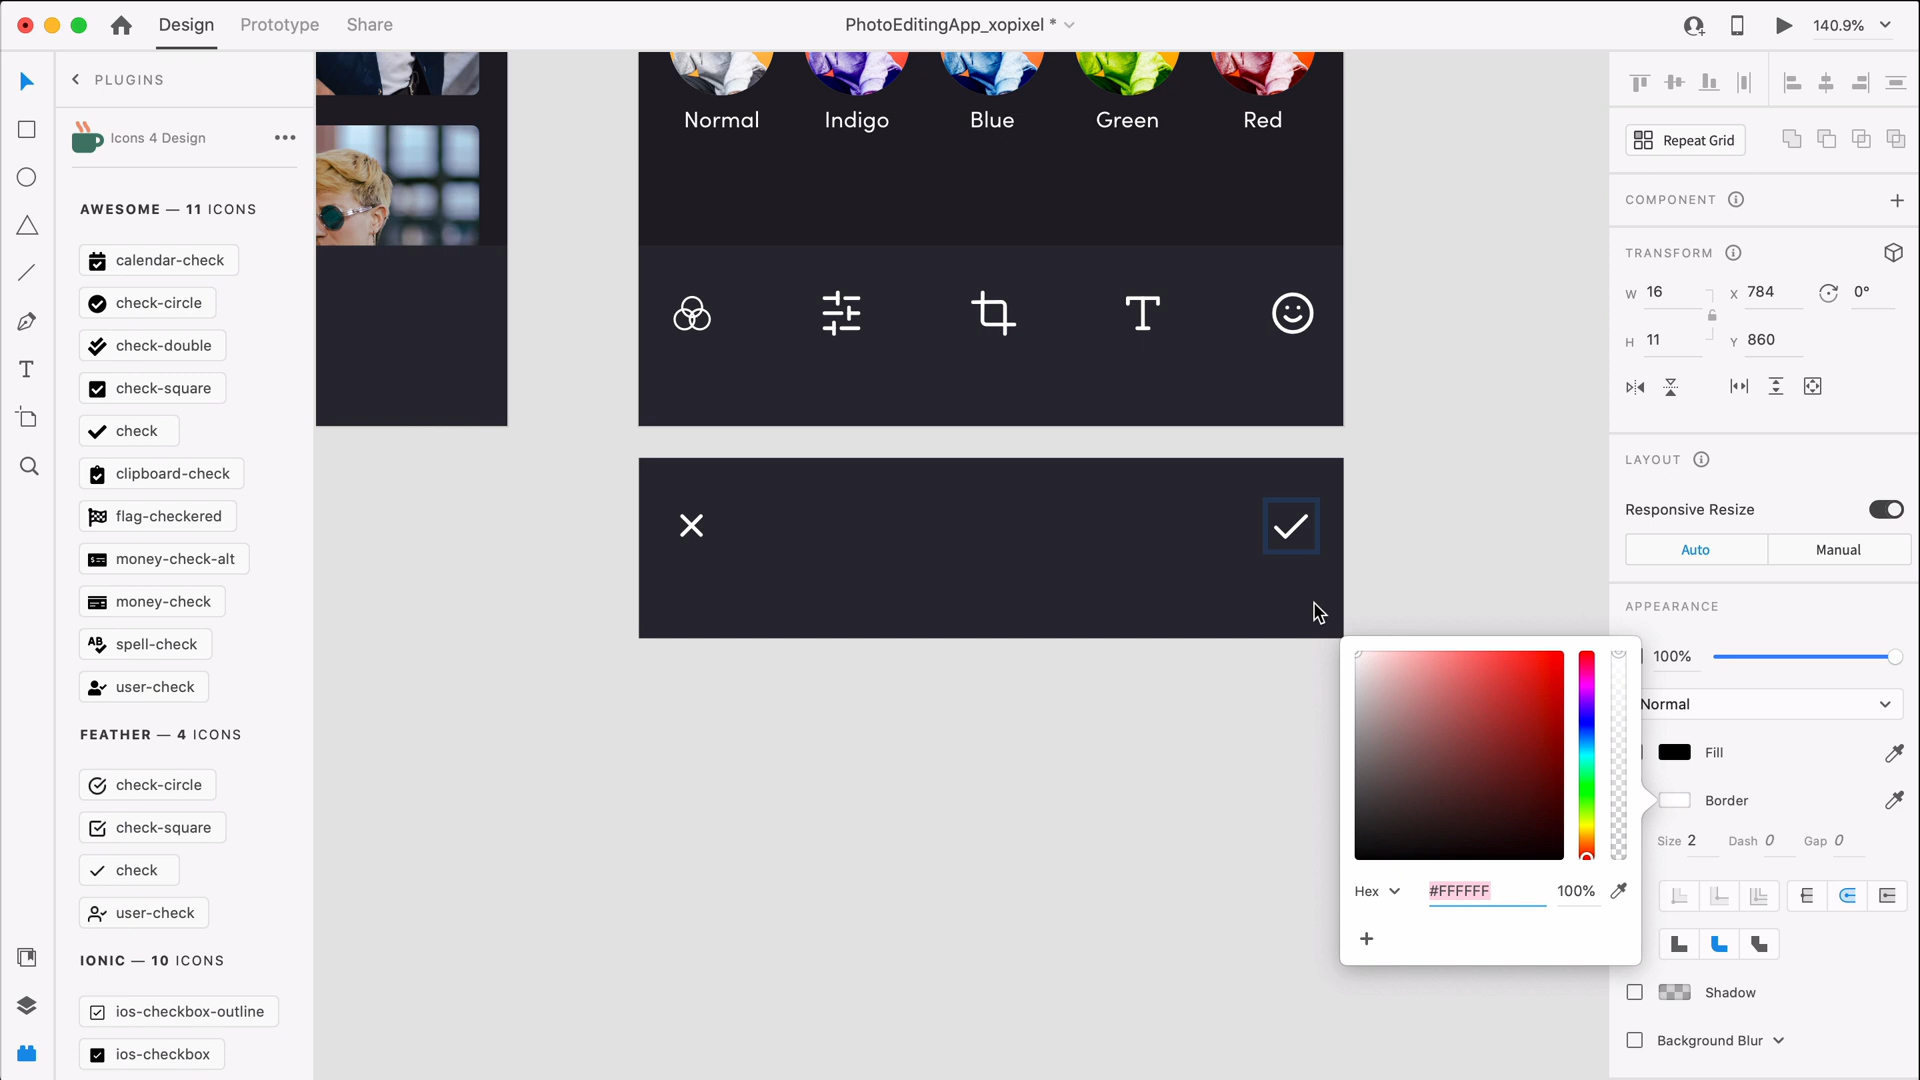 Design
Prototype
Share
PhotoEditingApp_xopixel *
140.9%
PLUGINS
Icons 4 Design
AWESOME — 11 ICONS
calendar-check
check-circle
check-double
check-square
check
clipboard-check
flag-checkered
money-check-alt
money-check
AB
spell-check
user-check
FEATHER — 4 ICONS
check-circle
check-square
check
user-check
IONIC — 10 ICONS
ios-checkbox-outline
ios-checkbox
Normal
Indigo
Blue
Green
Red
Repeat Grid
COMPONENT
TRANSFORM
W 16
X 784
0°
H 11
Y 860
LAYOUT
Responsive Resize
Auto
Manual
APPEARANCE
100%
Normal
Fill
Border
Size 2
Dash 0
Gap 0
Hex
#FFFFFF
100%
Shadow
Background Blur